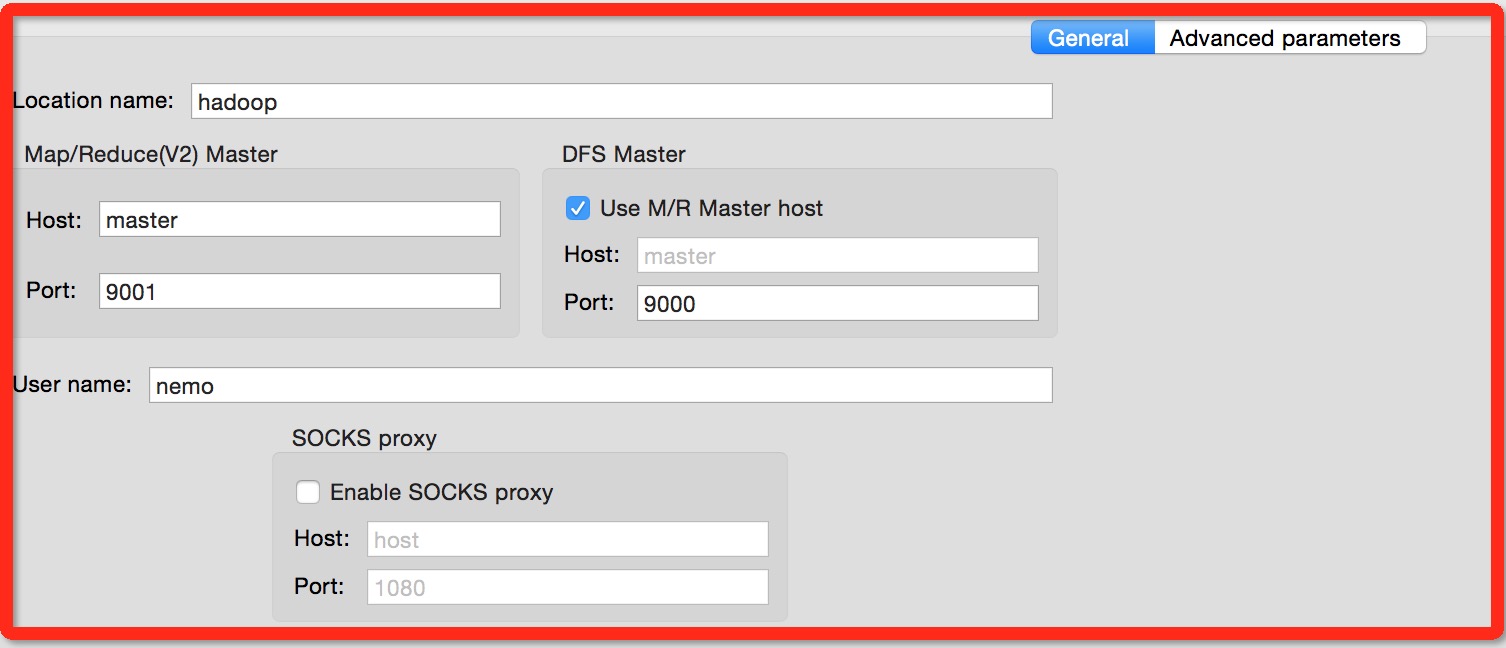 General Advanced parameters
Location name: hadoop
Map/Reduce(V2) Master
Host: master
Port: 9001
DFS Master
Use M/R Master host
Host: master
Port: 9000
User name: nemo
SOCKS proxy
Enable SOCKS proxy
Host: host
Port: 1080